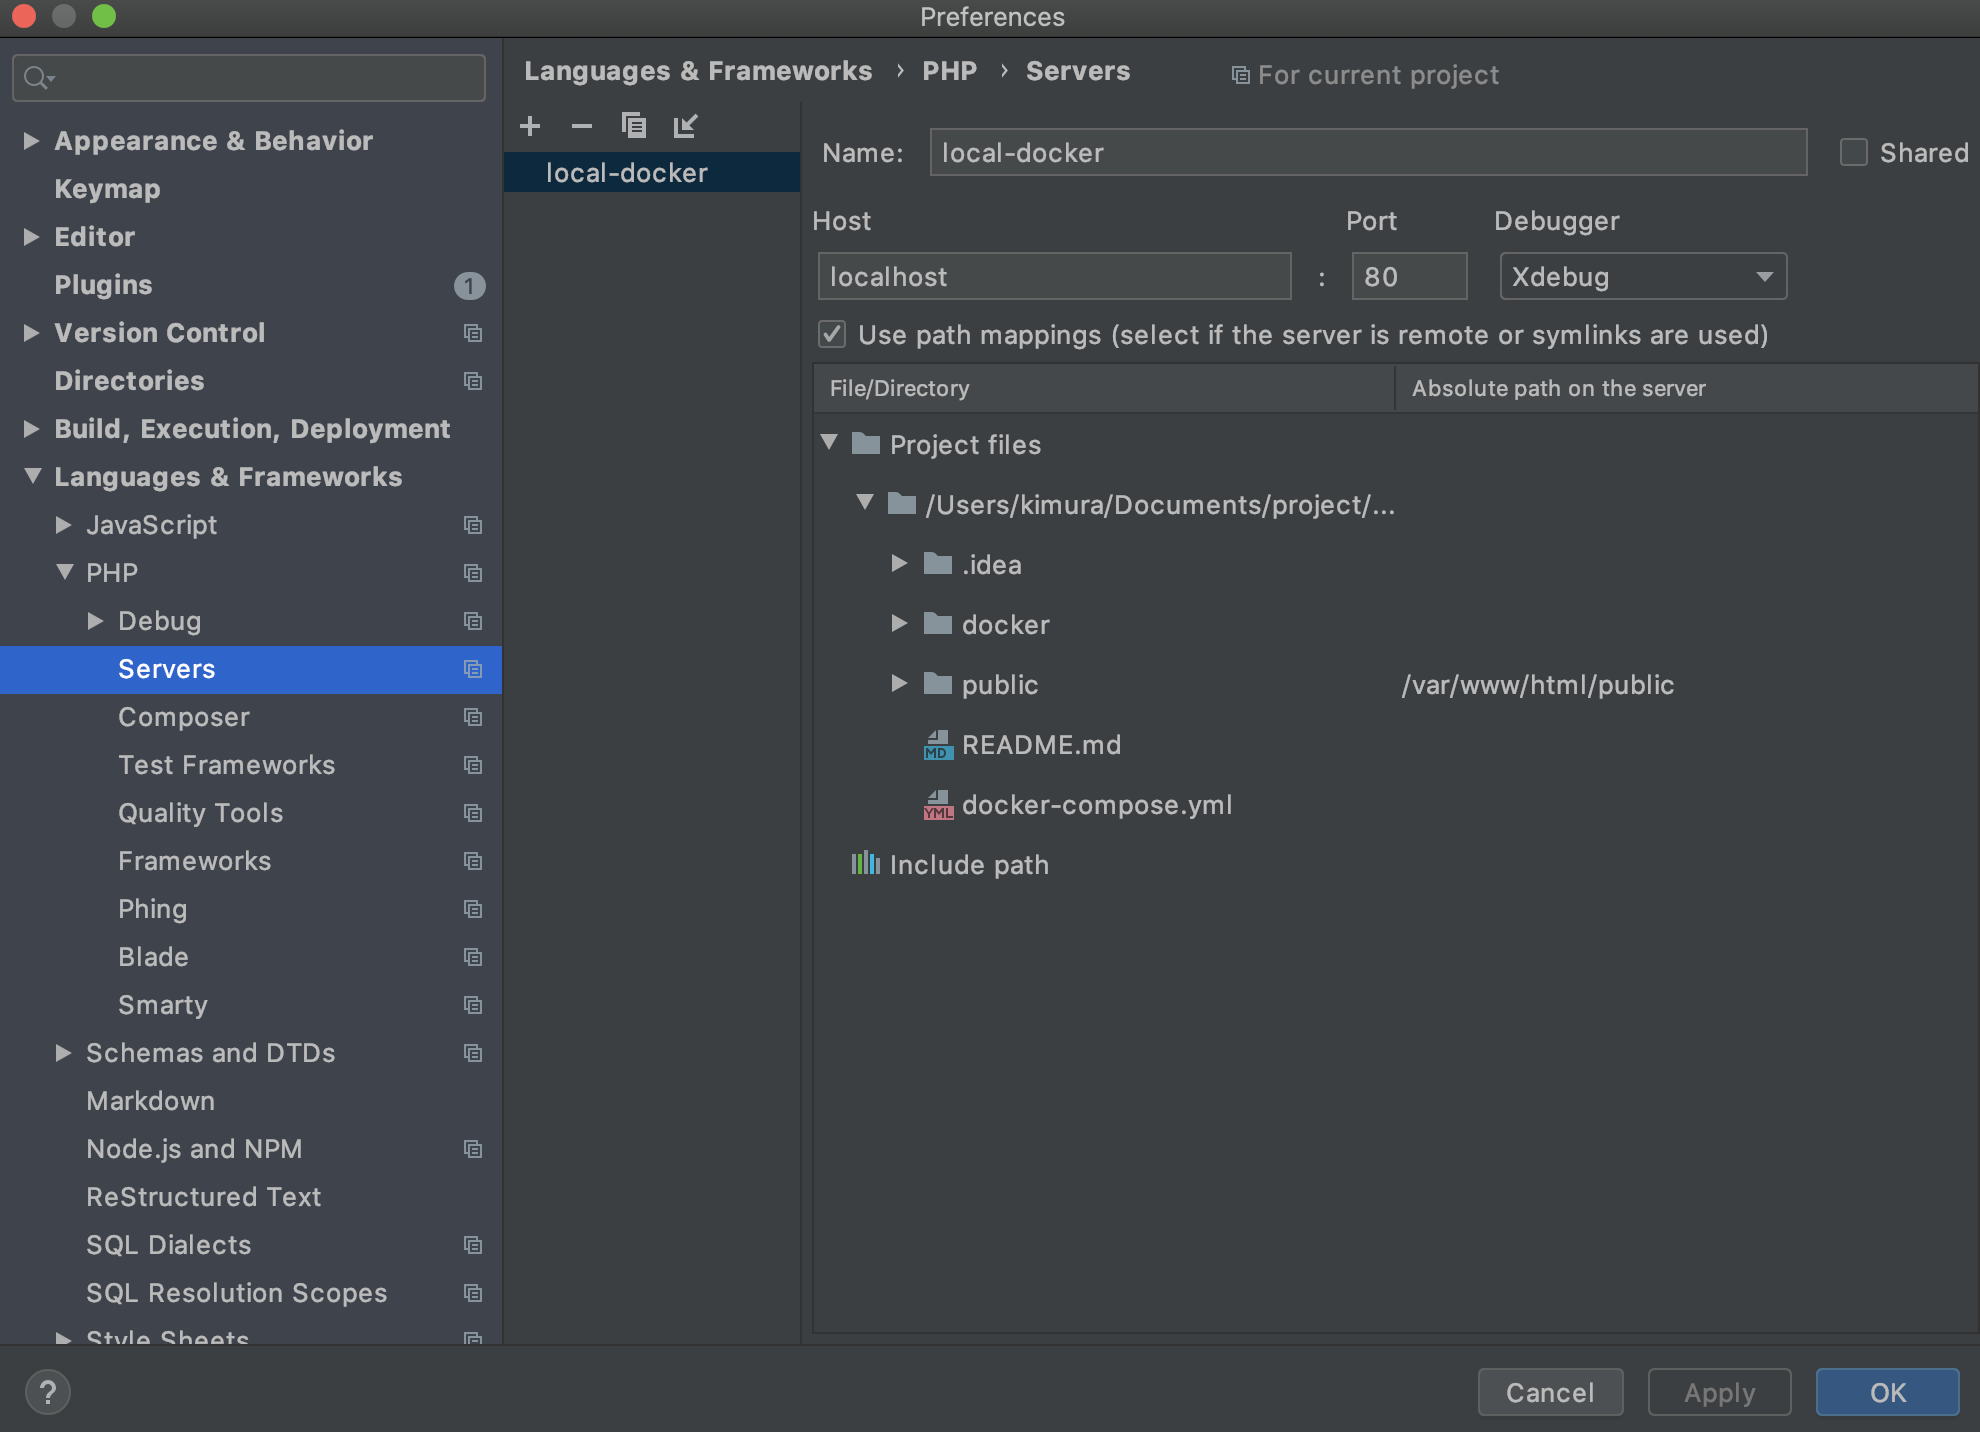 Preferences
Appearance & Behavior
Keymap
Editor
Plugins 1
Version Control
Directories
Build, Execution, Deployment
Languages & Frameworks
JavaScript
PHP
Debug
Servers
Composer
Test Frameworks
Quality Tools
Frameworks
Phing
Blade
Smarty
Schemas and DTDs
Markdown
Node.js and NPM
ReStructured Text
SQL Dialects
SQL Resolution Scopes
Style Sheets
?
Languages & Frameworks › PHP › Servers For current project
local-docker
Name: local-docker Shared
Host Port Debugger
localhost : 80 Xdebug
Use path mappings (select if the server is remote or symlinks are used)
File/Directory Absolute path on the server
Project files
/Users/kimura/Documents/project/...
.idea
docker
public /var/www/html/public
MD README.md
YML docker-compose.yml
Include path
Cancel Apply OK